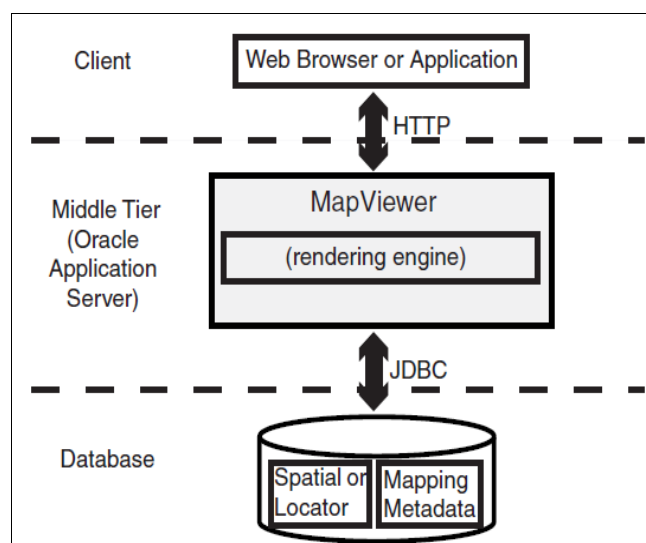 Client
Web Browser or Application
HTTP
Middle Tier
(Oracle
Application
Server)
MapViewer
(rendering engine)
JDBC
Database
Spatial or
Locator
Mapping
Metadata